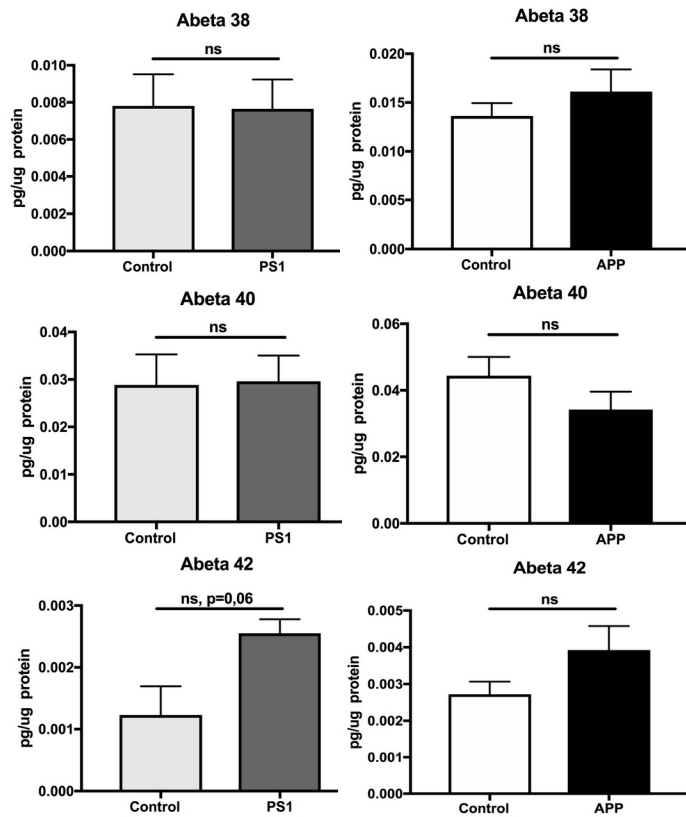 Abeta 38
ns
pg/ug protein
0.010
0.008
0.006
0.004
0.002
0.000
Control
PS1
Abeta 38
ns
pg/ug protein
0.020
0.015
0.010
0.005
0.000
Control
APP
Abeta 40
ns
pg/ug protein
0.04
0.03
0.02
0.01
0.00
Control
PS1
Abeta 40
ns
pg/ug protein
0.06
0.04
0.02
0.00
Control
APP
Abeta 42
ns, p=0,06
pg/ug protein
0.003
0.002
0.001
0.000
Control
PS1
Abeta 42
ns
pg/ug protein
0.005
0.004
0.003
0.002
0.001
0.000
Control
APP